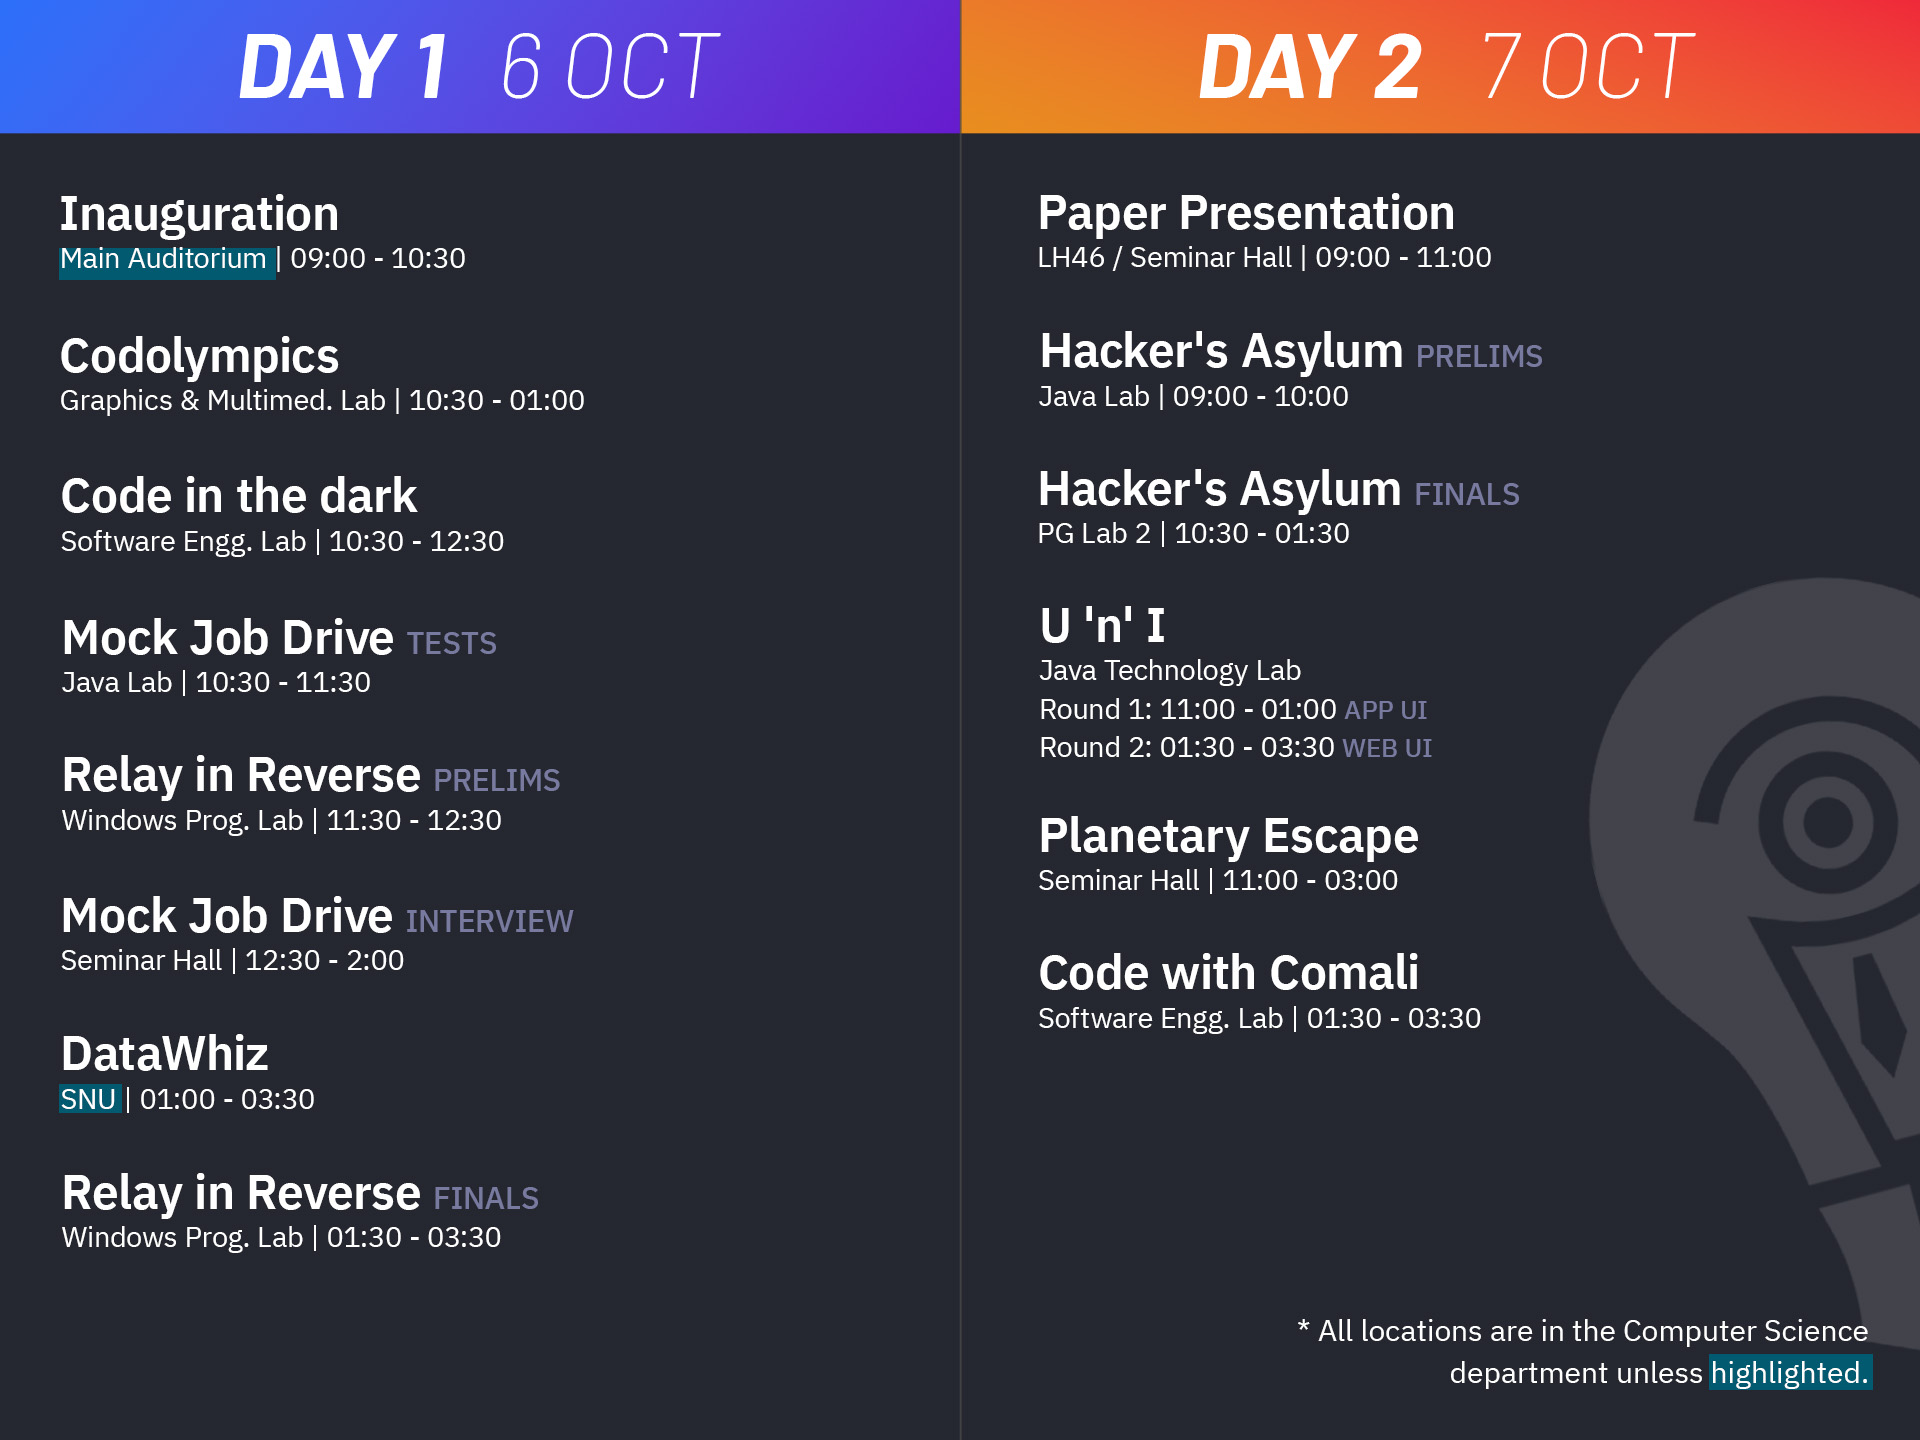 DAY 1 6 OCT
Inauguration
Main Auditorium | 09:00 - 10:30
Codolympics
Graphics & Multimed. Lab | 10:30 - 01:00
Code in the dark
Software Engg. Lab | 10:30 - 12:30
Mock Job Drive TESTS
Java Lab | 10:30 - 11:30
Relay in Reverse PRELIMS
Windows Prog. Lab | 11:30 - 12:30
Mock Job Drive INTERVIEW
Seminar Hall | 12:30 - 2:00
DataWhiz
SNU | 01:00 - 03:30
Relay in Reverse FINALS
Windows Prog. Lab | 01:30 - 03:30
DAY 2 7 OCT
Paper Presentation
LH46 / Seminar Hall | 09:00 - 11:00
Hacker's Asylum PRELIMS
Java Lab | 09:00 - 10:00
Hacker's Asylum FINALS
PG Lab 2 | 10:30 - 01:30
U 'n' I
Java Technology Lab
Round 1: 11:00 - 01:00 APP UI
Round 2: 01:30 - 03:30 WEB UI
Planetary Escape
Seminar Hall | 11:00 - 03:00
Code with Comali
Software Engg. Lab | 01:30 - 03:30
* All locations are in the Computer Science
department unless highlighted.